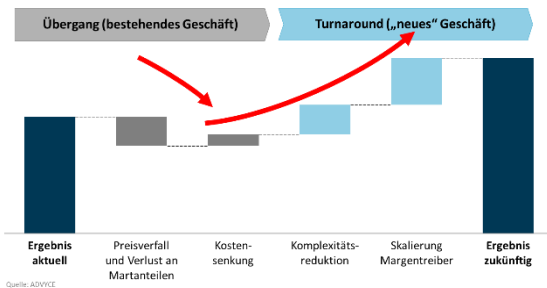 Übergang (bestehendes Geschäft)
Turnaround („neues“ Geschäft)
Ergebnis
aktuell
Preisverfall
und Verlust an
Martanteilen
Kosten-
senkung
Komplexitäts-
reduktion
Skalierung
Margentreiber
Ergebnis
zukünftig
Quelle: ADVYCE